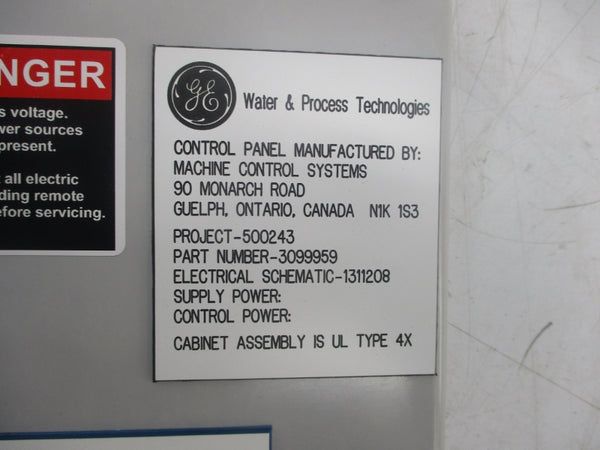 NGER
s voltage.
wer sources
present.
all electric
ding remote
efore servicing.
GE
Water & Process Technologies
CONTROL PANEL MANUFACTURED BY:
MACHINE CONTROL SYSTEMS
90 MONARCH ROAD
GUELPH, ONTARIO, CANADA N1K 1S3
PROJECT-500243
PART NUMBER-3099959
ELECTRICAL SCHEMATIC-1311208
SUPPLY POWER:
CONTROL POWER:
CABINET ASSEMBLY IS UL TYPE 4X